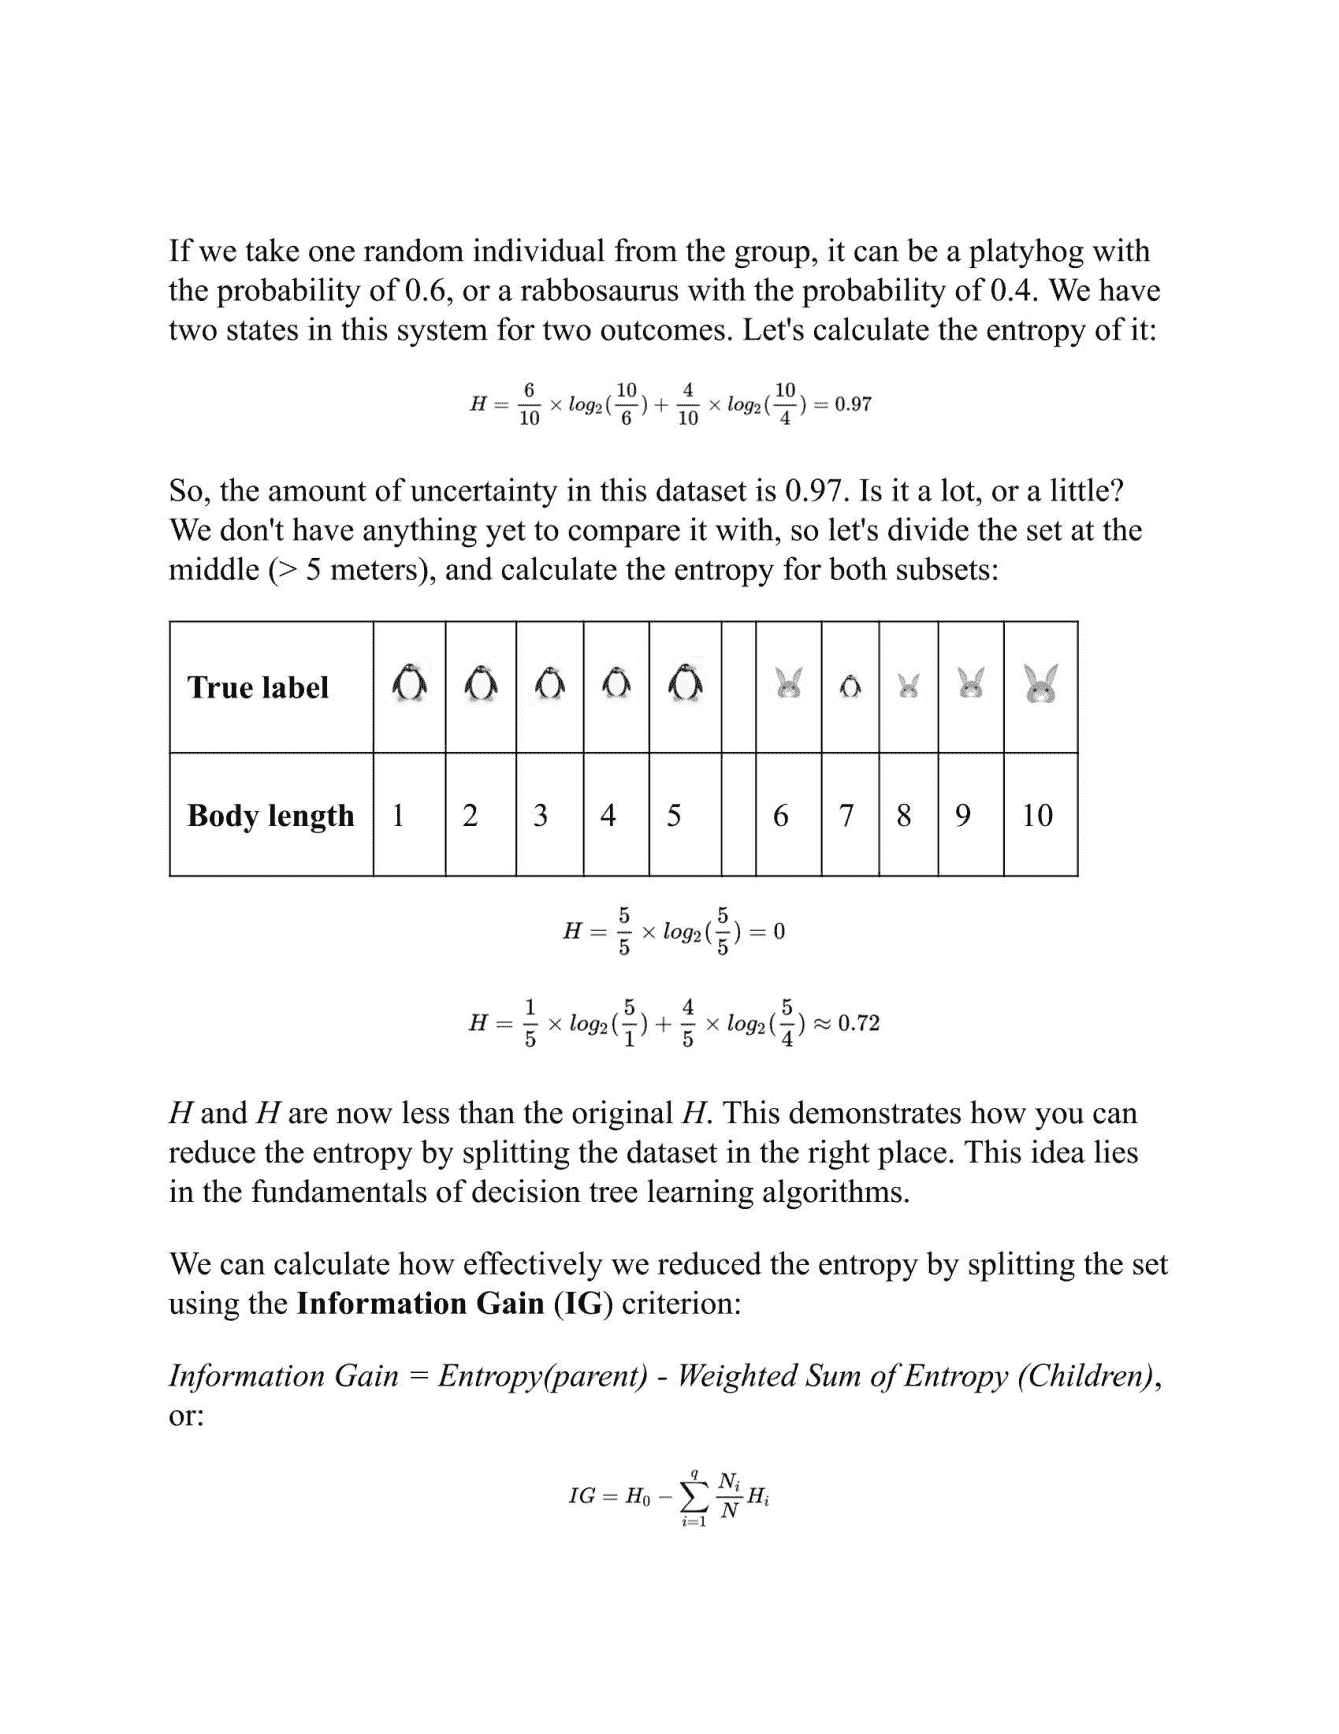 If we take one random individual from the group, it can be a platyhog with
the probability of 0.6, or a rabbosaurus with the probability of 0.4. We have
two states in this system for two outcomes. Let's calculate the entropy of it:
H = 6/10 × log₂(10/6) + 4/10 × log₂(10/4) = 0.97
So, the amount of uncertainty in this dataset is 0.97. Is it a lot, or a little?
We don't have anything yet to compare it with, so let's divide the set at the
middle (> 5 meters), and calculate the entropy for both subsets:
True label
Body length 1 2 3 4 5 6 7 8 9 10
H = 5/5 × log₂(5/5) = 0
H = 1/5 × log₂(5/1) + 4/5 × log₂(5/4) ≈ 0.72
H and H are now less than the original H. This demonstrates how you can
reduce the entropy by splitting the dataset in the right place. This idea lies
in the fundamentals of decision tree learning algorithms.
We can calculate how effectively we reduced the entropy by splitting the set
using the Information Gain (IG) criterion:
Information Gain = Entropy(parent) - Weighted Sum of Entropy (Children),
or:
IG = H₀ − ∑_{i=1}^{q} N_i/N H_i